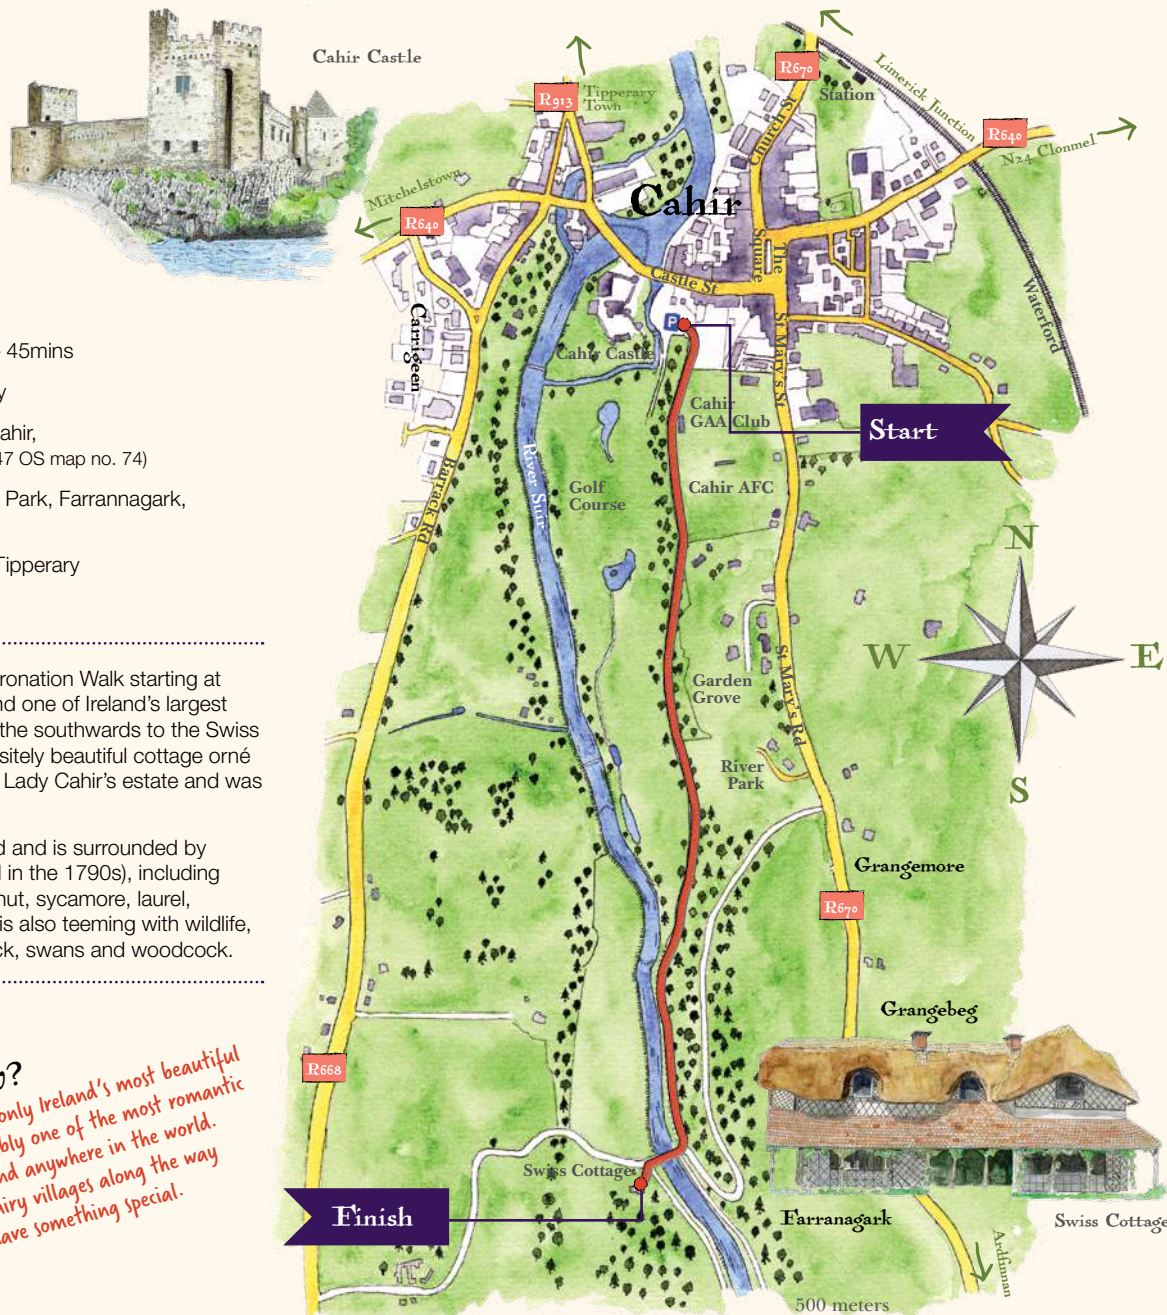 Cahir Castle
45mins
ahir,
47 OS map no. 74)
Park, Farrannagark,
Tipperary
ronation Walk starting at
nd one of Ireland's largest
the southwards to the Swiss
sitely beautiful cottage orné
Lady Cahir's estate and was
d and is surrounded by
l in the 1790s), including
nut, sycamore, laurel,
is also teeming with wildlife,
ck, swans and woodcock.
?
only Ireland's most beautiful
bly one of the most romantic
nd anywhere in the world.
airy villages along the way
ave something special.
R670
Station
Limerick Junction
R913
Tipperary
Town
R640
N24 Clonmel
Church St
Cahir
Mitchelstown
R640
The
Square
Castle St
Waterford
Carrigeen
P
Cahir Castle
St Mary's St
Cahir
GAA Club
Start
River Suir
Barrack Rd
Golf
Course
Cahir AFC
N
W
E
S
Garden
Grove
St Mary's Rd
River
Park
Grangemore
R670
Grangebeg
R668
Swiss Cottage
Finish
Farranagark
Swiss Cottage
Ardfinnan
500 meters